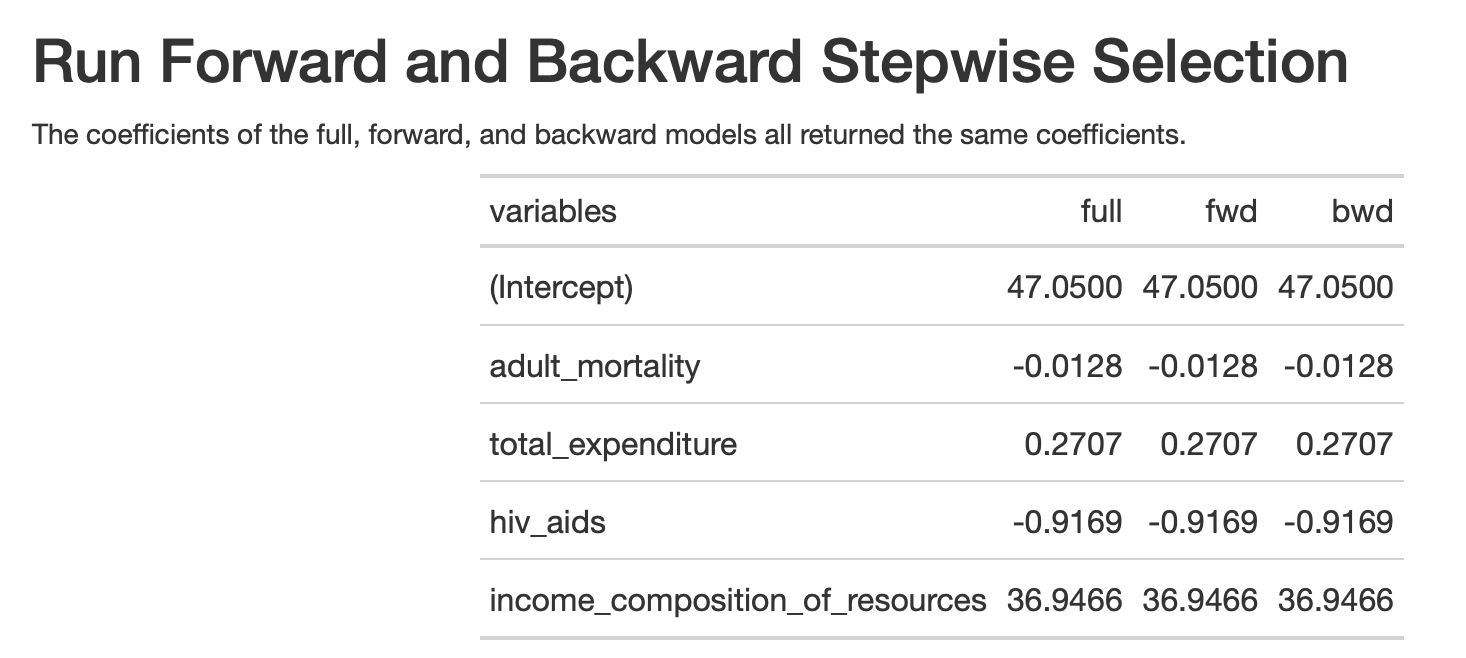 Run Forward and Backward Stepwise Selection
The coefficients of the full, forward, and backward models all returned the same coefficients.
variables full fwd bwd
(Intercept) 47.0500 47.0500 47.0500
adult_mortality -0.0128 -0.0128 -0.0128
total_expenditure 0.2707 0.2707 0.2707
hiv_aids -0.9169 -0.9169 -0.9169
income_composition_of_resources 36.9466 36.9466 36.9466